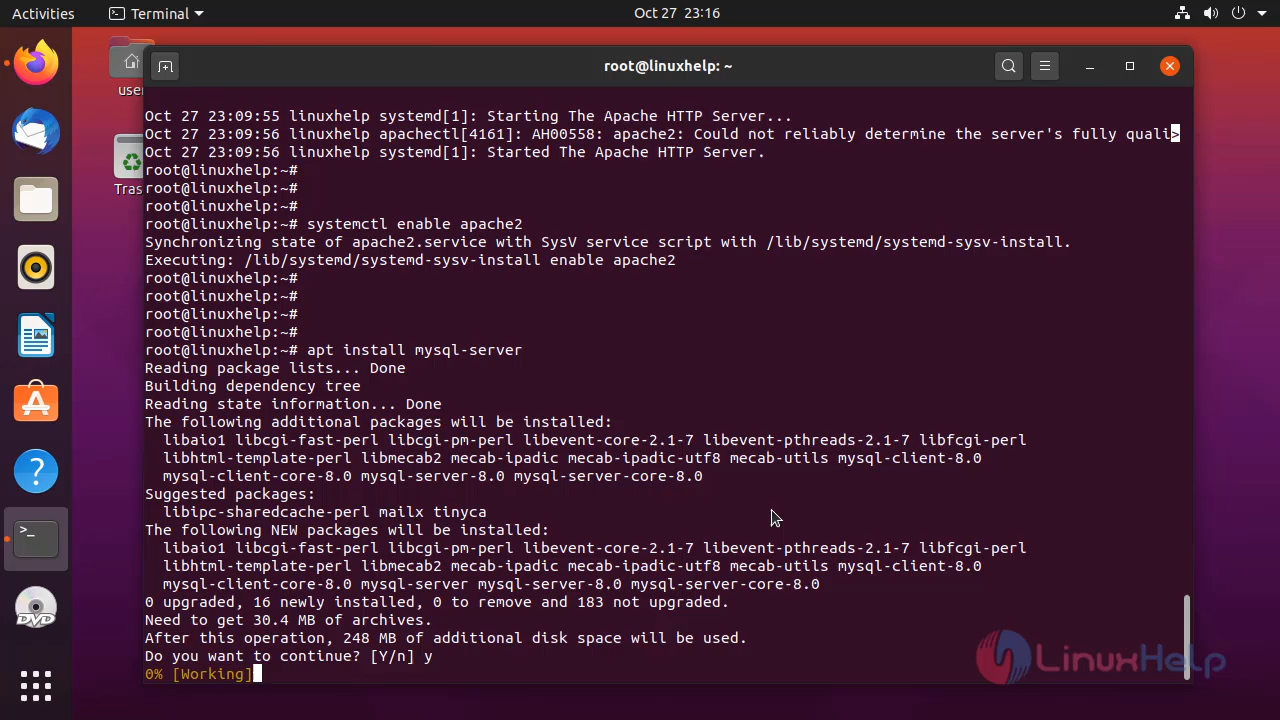 Activities
Terminal
Oct 27 23:16
user
Tras
root@linuxhelp: ~
Oct 27 23:09:55 linuxhelp systemd[1]: Starting The Apache HTTP Server...
Oct 27 23:09:56 linuxhelp apachectl[4161]: AH00558: apache2: Could not reliably determine the server's fully quali>
Oct 27 23:09:56 linuxhelp systemd[1]: Started The Apache HTTP Server.
root@linuxhelp:~#
root@linuxhelp:~#
root@linuxhelp:~#
root@linuxhelp:~# systemctl enable apache2
Synchronizing state of apache2.service with SysV service script with /lib/systemd/systemd-sysv-install.
Executing: /lib/systemd/systemd-sysv-install enable apache2
root@linuxhelp:~#
root@linuxhelp:~#
root@linuxhelp:~#
root@linuxhelp:~#
root@linuxhelp:~# apt install mysql-server
Reading package lists... Done
Building dependency tree
Reading state information... Done
The following additional packages will be installed:
libaio1 libcgi-fast-perl libcgi-pm-perl libevent-core-2.1-7 libevent-pthreads-2.1-7 libfcgi-perl
libhtml-template-perl libmecab2 mecab-ipadic mecab-ipadic-utf8 mecab-utils mysql-client-8.0
mysql-client-core-8.0 mysql-server-8.0 mysql-server-core-8.0
Suggested packages:
libipc-sharedcache-perl mailx tinyca
The following NEW packages will be installed:
libaio1 libcgi-fast-perl libcgi-pm-perl libevent-core-2.1-7 libevent-pthreads-2.1-7 libfcgi-perl
libhtml-template-perl libmecab2 mecab-ipadic mecab-ipadic-utf8 mecab-utils mysql-client-8.0
mysql-client-core-8.0 mysql-server mysql-server-8.0 mysql-server-core-8.0
0 upgraded, 16 newly installed, 0 to remove and 183 not upgraded.
Need to get 30.4 MB of archives.
After this operation, 248 MB of additional disk space will be used.
Do you want to continue? [Y/n] y
0% [Working]
LinuxHelp
DVD